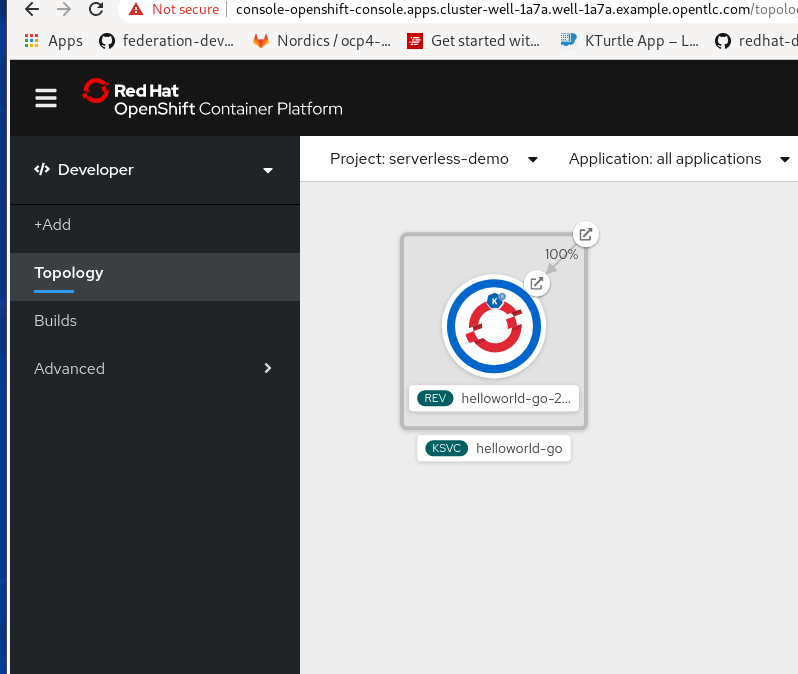 Not secure console-openshift-console.apps.cluster-well-1a7a.well-1a7a.example.opentlc.com/topolo
Apps federation-dev... Nordics / ocp4-... Get started wit... KTurtle App – L... redhat-d
Red Hat
OpenShift Container Platform
Developer
Project: serverless-demo Application: all applications
+Add
Topology
Builds
Advanced
100%
K
REV helloworld-go-2...
KSVC helloworld-go